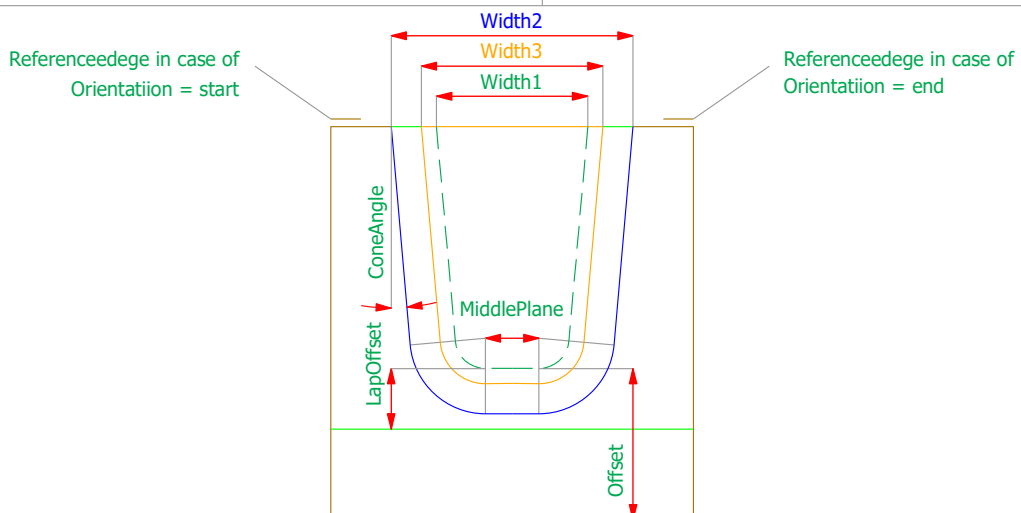 Width2
Referenceedege in case of
Orientatiion = start
Width3
Width1
Referenceedege in case of
Orientatiion = end
ConeAngle
MiddlePlane
LapOffset
Offset